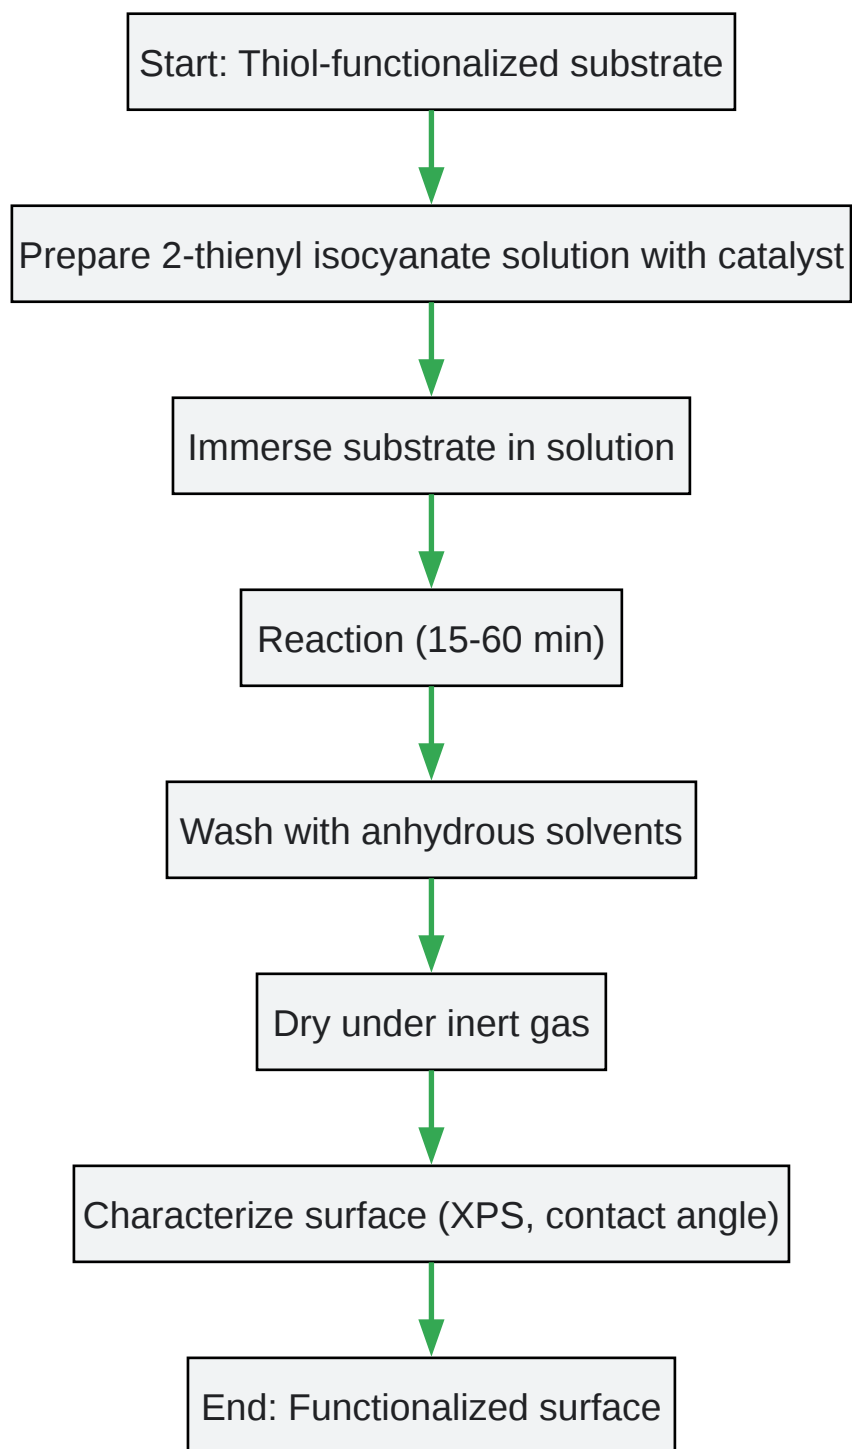 Start: Thiol-functionalized substrate
Prepare 2-thienyl isocyanate solution with catalyst
Immerse substrate in solution
Reaction (15-60 min)
Wash with anhydrous solvents
Dry under inert gas
Characterize surface (XPS, contact angle)
End: Functionalized surface